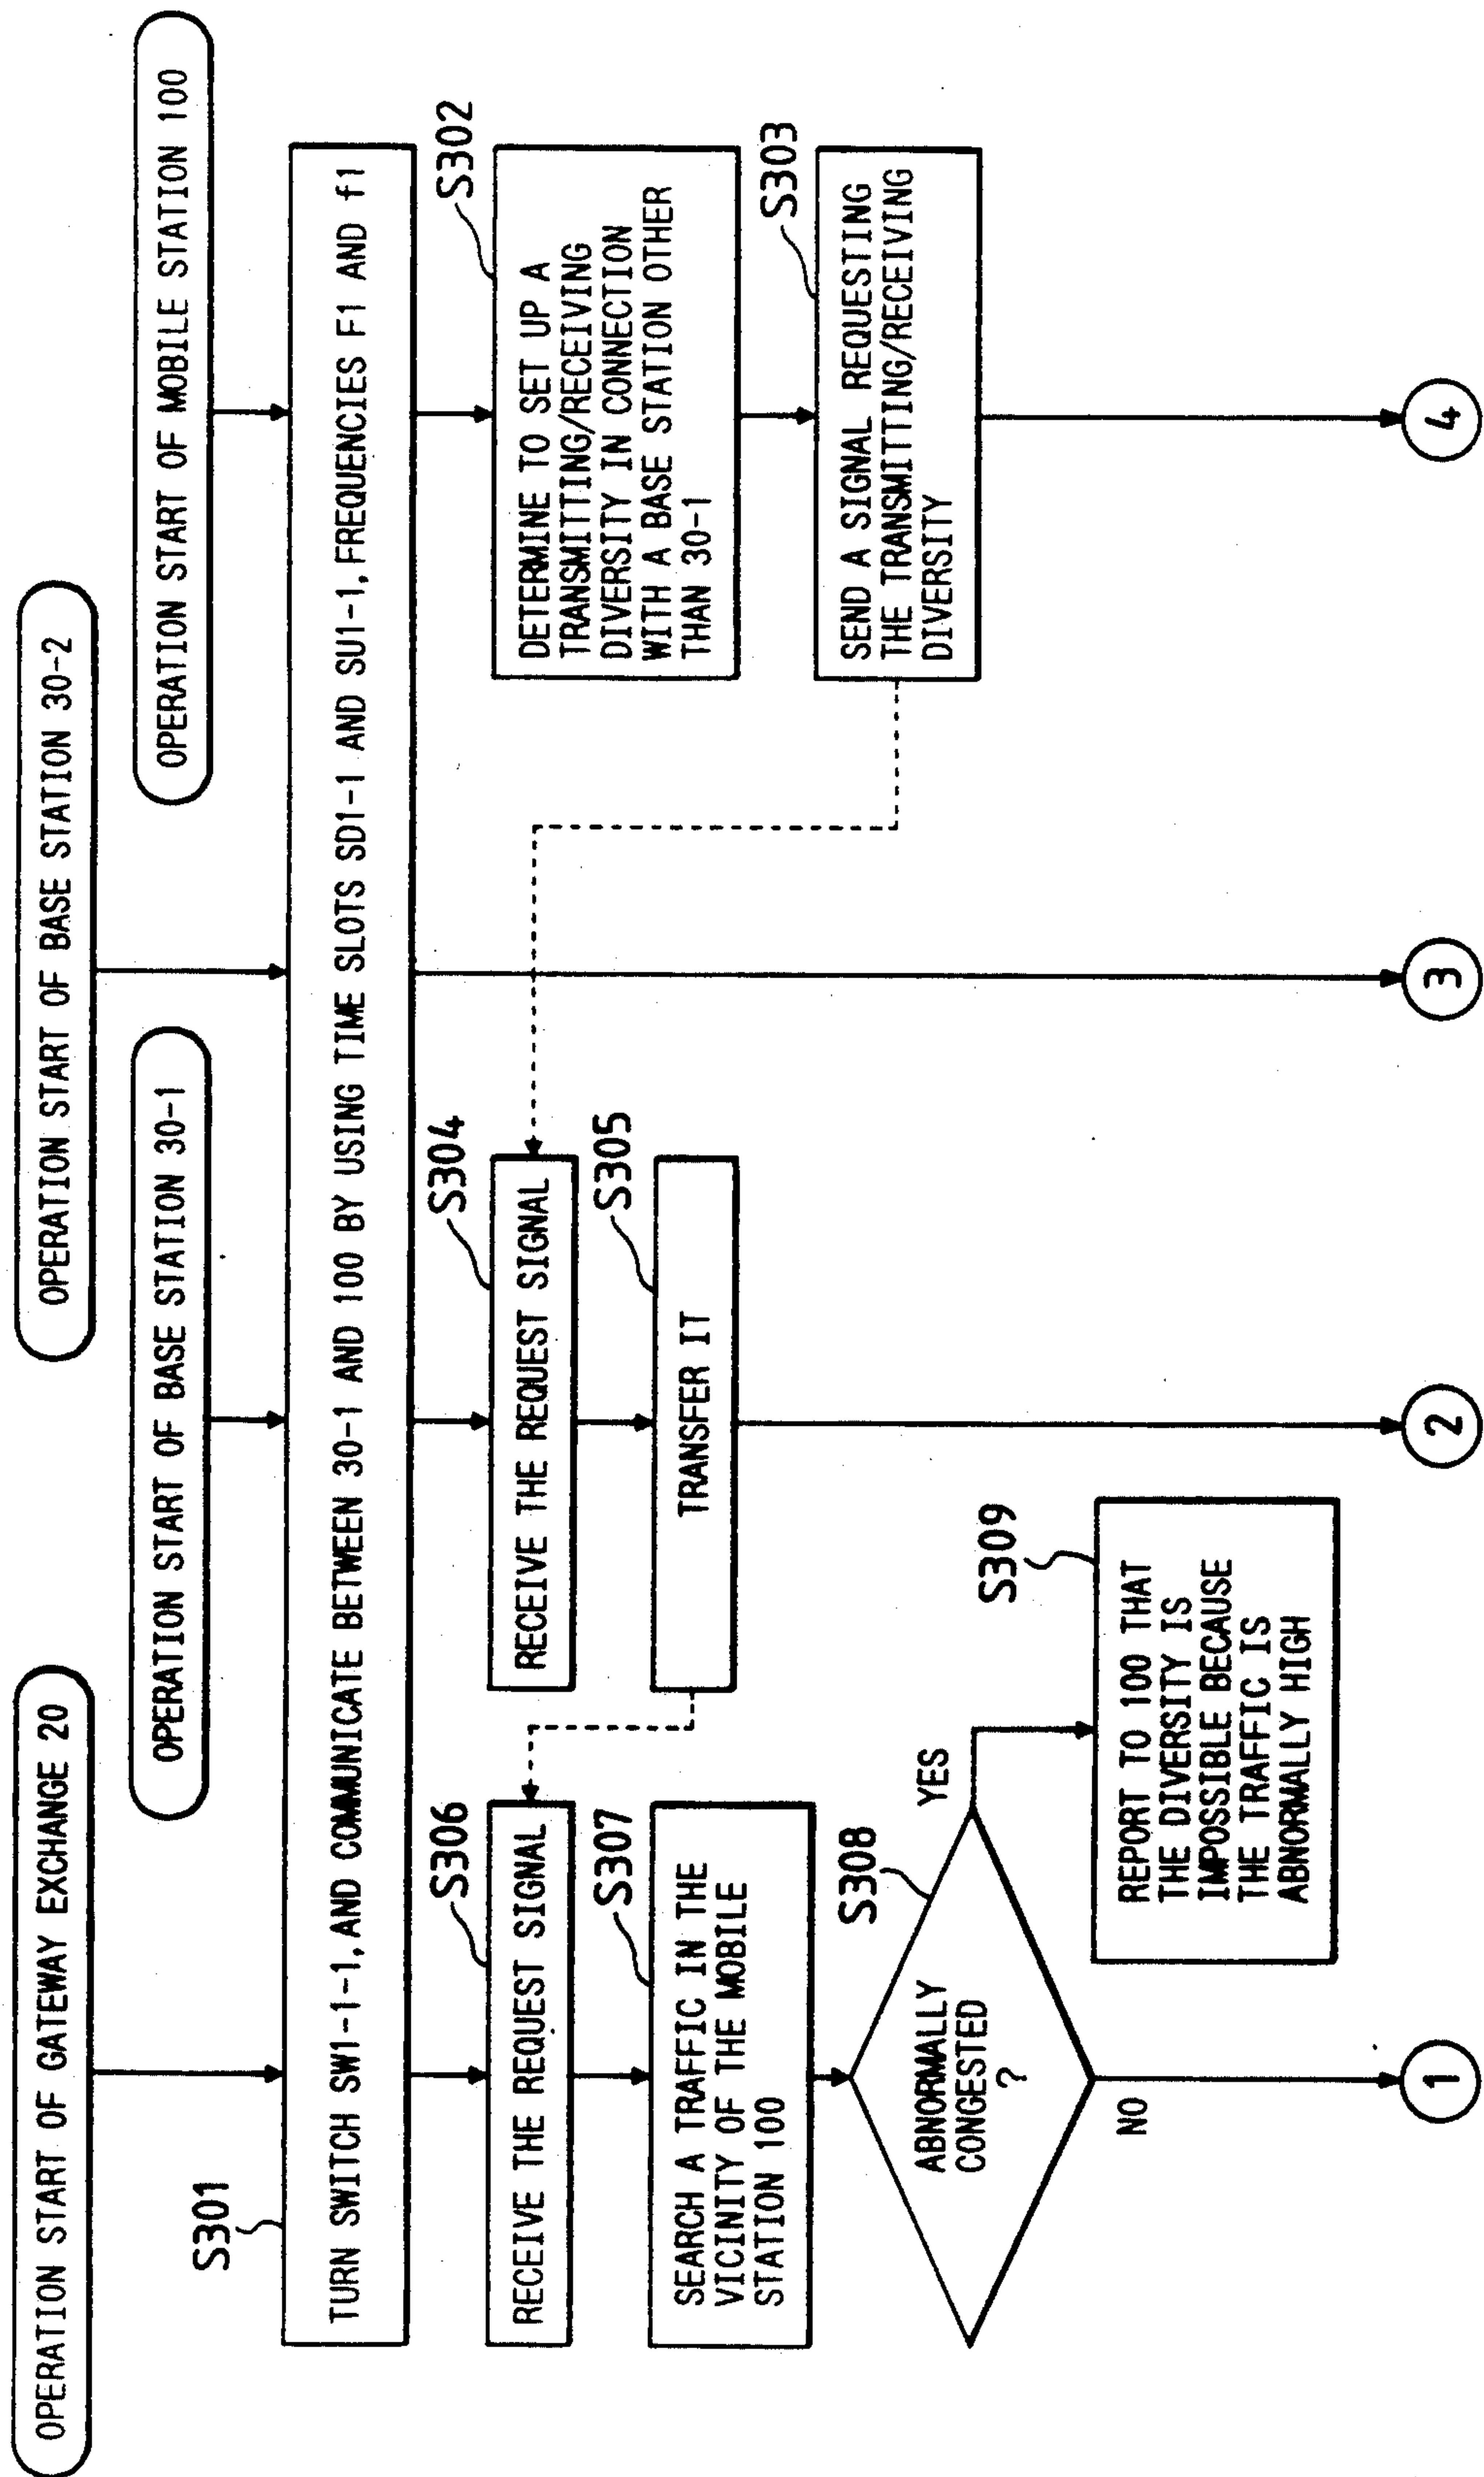 OPERATION START OF GATEWAY EXCHANGE 20
OPERATION START OF BASE STATION 30-2
OPERATION START OF BASE STATION 30-1
OPERATION START OF MOBILE STATION 100
S301
TURN SWITCH SW1-1-1, AND COMMUNICATE BETWEEN 30-1 AND 100 BY USING TIME SLOTS SD1-1 AND SU1-1, FREQUENCIES F1 AND f1
S306
RECEIVE THE REQUEST SIGNAL
S304
RECEIVE THE REQUEST SIGNAL
S302
DETERMINE TO SET UP A
TRANSMITTING/RECEIVING
DIVERSITY IN CONNECTION
WITH A BASE STATION OTHER
THAN 30-1
S307
SEARCH A TRAFFIC IN THE
VICINITY OF THE MOBILE
STATION 100
S305
TRANSFER IT
S303
SEND A SIGNAL REQUESTING
THE TRANSMITTING/RECEIVING
DIVERSITY
S308
ABNORMALLY
CONGESTED
?
YES
NO
S309
REPORT TO 100 THAT
THE DIVERSITY IS
IMPOSSIBLE BECAUSE
THE TRAFFIC IS
ABNORMALLY HIGH
1
2
3
4